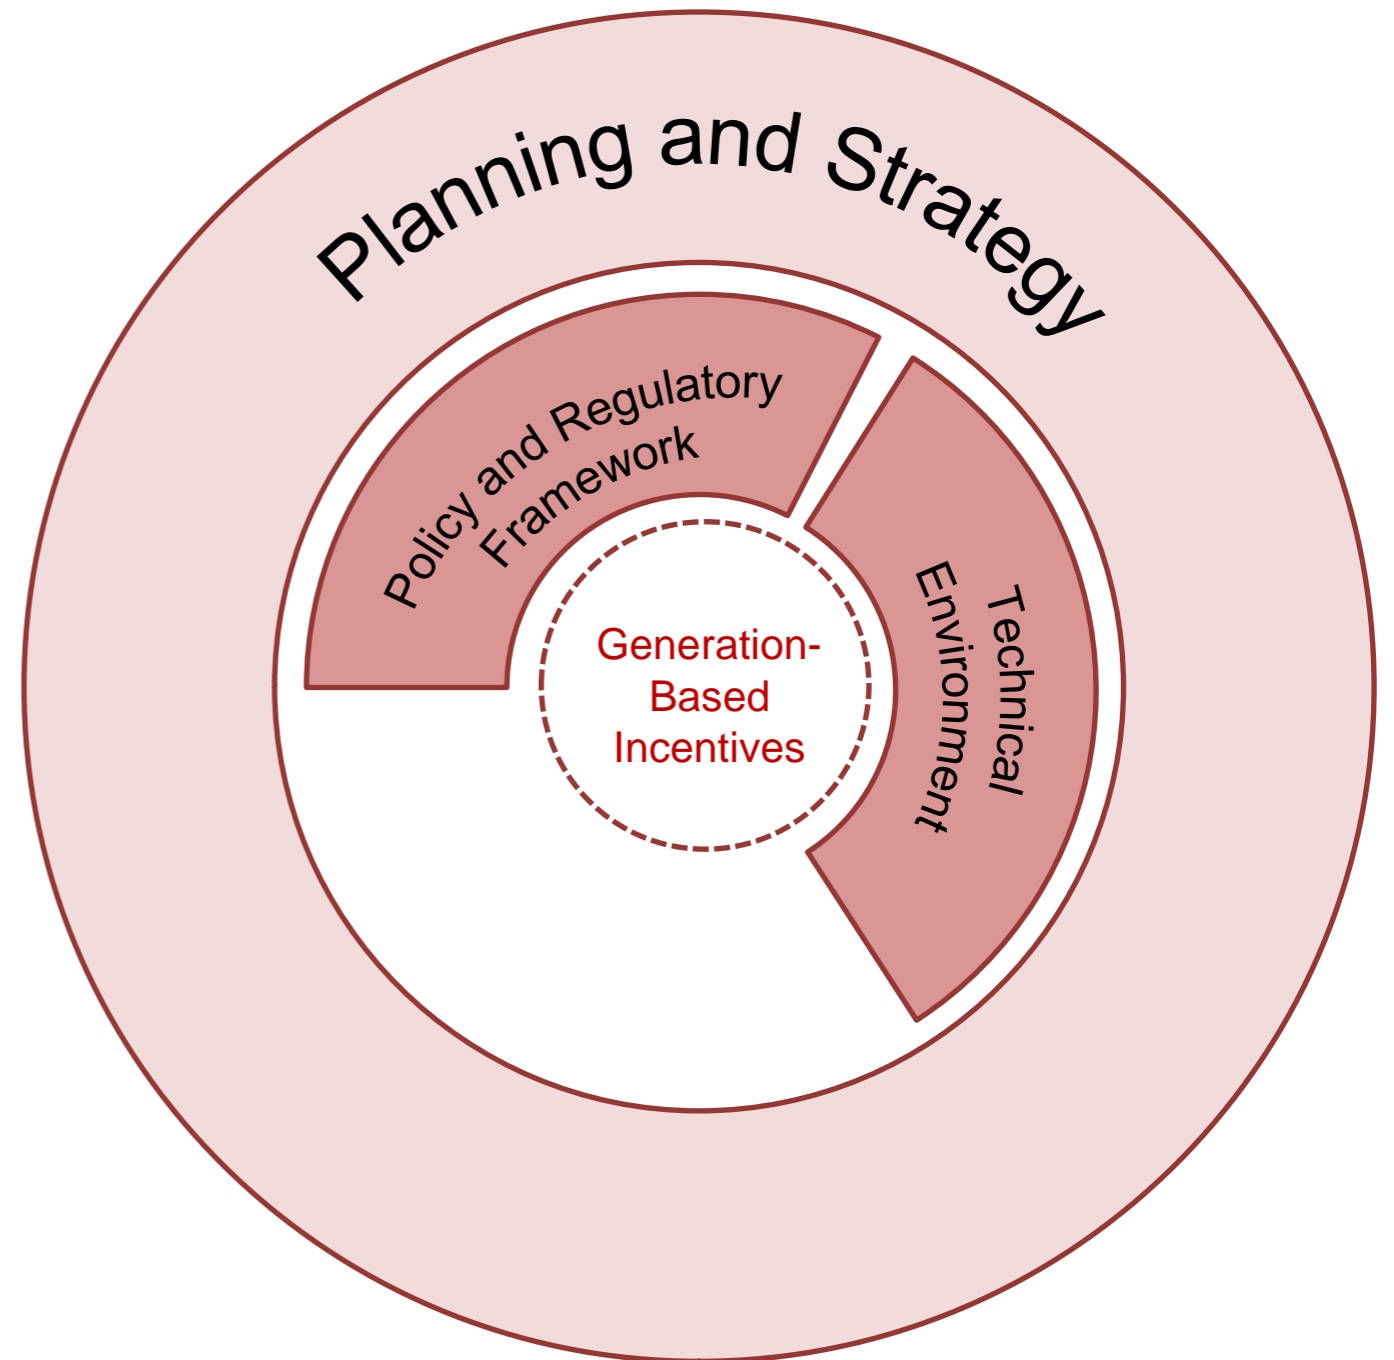 Planning and Strategy
Policy and Regulatory
Framework
Technical
Environment
Generation-
Based
Incentives